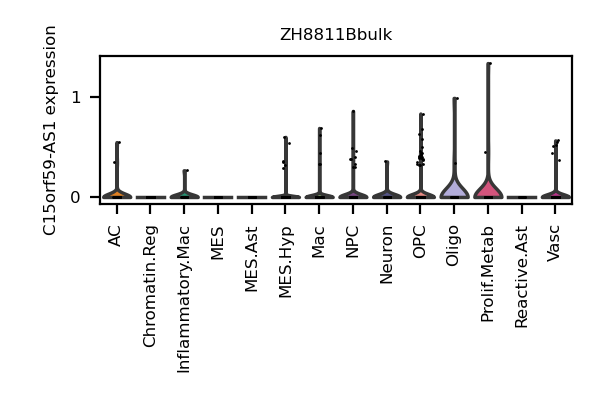 ZH8811Bbulk
C15orf59-AS1 expression
1
0
AC
Chromatin.Reg
Inflammatory.Mac
MES
MES.Ast
MES.Hyp
Mac
NPC
Neuron
OPC
Oligo
Prolif.Metab
Reactive.Ast
Vasc